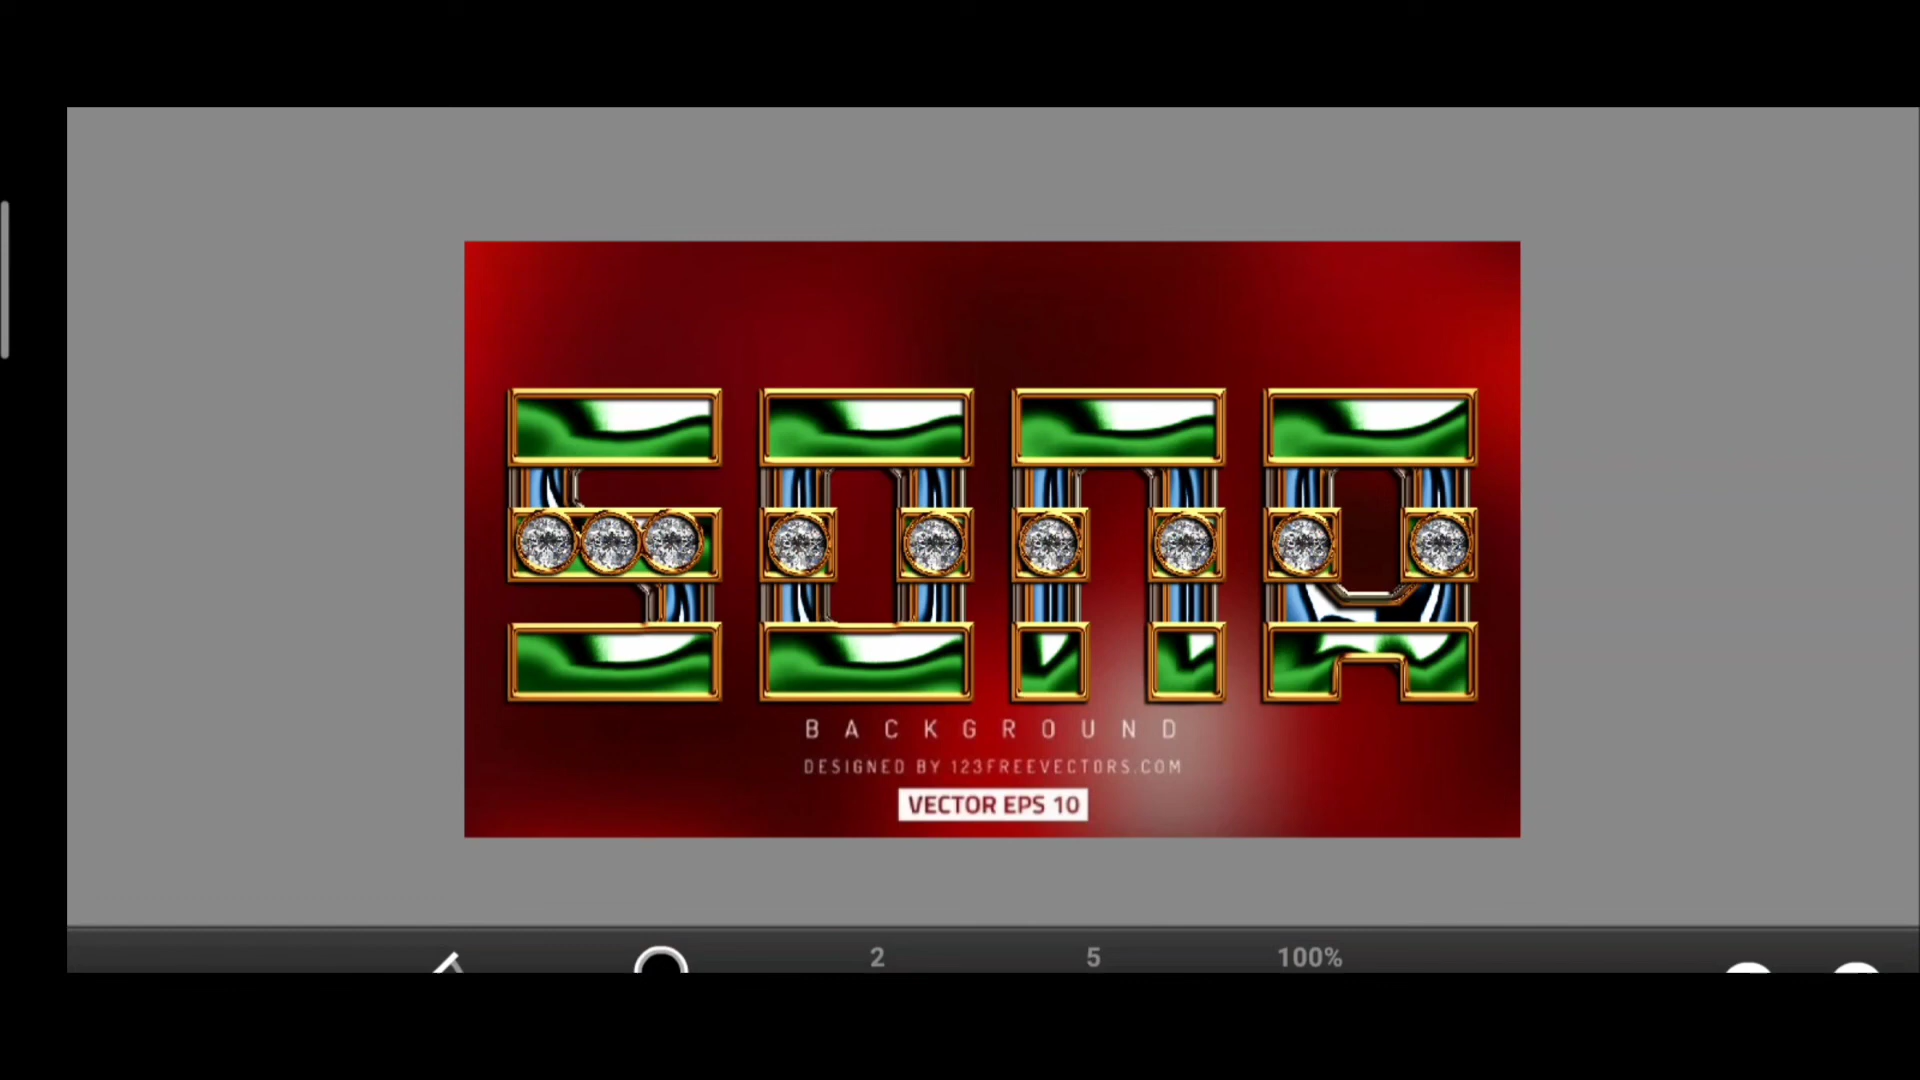 SONA
BACKGROUND
DESIGNED BY 123FREEVECTORS.COM
VECTOR EPS 10
2 5 100%